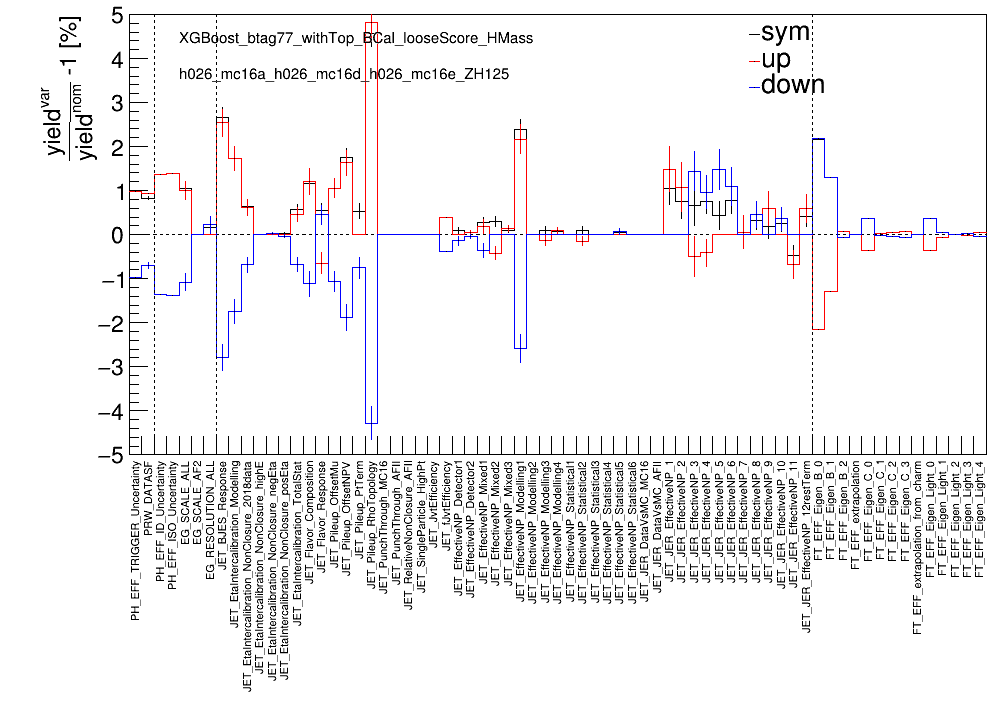 XGBoost_btag77_withTop_BCal_looseScore_HMass
h026_mc16a_h026_mc16d_h026_mc16e_ZH125
sym
up
down
yield^var
yield^nom -1 [%]
5
4
3
2
1
0
−1
−2
−3
−4
−5
PH_EFF_TRIGGER_Uncertainty
PRW_DATASF
PH_EFF_ID_Uncertainty
PH_EFF_ISO_Uncertainty
EG_SCALE_ALL
EG_SCALE_AF2
EG_RESOLUTION_ALL
JET_BJES_Response
JET_EtaIntercalibration_Modelling
JET_EtaIntercalibration_NonClosure_2018data
JET_EtaIntercalibration_NonClosure_highE
JET_EtaIntercalibration_NonClosure_negEta
JET_EtaIntercalibration_NonClosure_posEta
JET_EtaIntercalibration_TotalStat
JET_Flavor_Composition
JET_Flavor_Response
JET_Pileup_OffsetMu
JET_Pileup_OffsetNPV
JET_Pileup_PtTerm
JET_Pileup_RhoTopology
JET_PunchThrough_MC16
JET_PunchThrough_AFII
JET_RelativeNonClosure_AFII
JET_SingleParticle_HighPt
JET_JvtEfficiency
JET_fJvtEfficiency
JET_EffectiveNP_Detector1
JET_EffectiveNP_Detector2
JET_EffectiveNP_Mixed1
JET_EffectiveNP_Mixed2
JET_EffectiveNP_Mixed3
JET_EffectiveNP_Modelling1
JET_EffectiveNP_Modelling2
JET_EffectiveNP_Modelling3
JET_EffectiveNP_Modelling4
JET_EffectiveNP_Statistical1
JET_EffectiveNP_Statistical2
JET_EffectiveNP_Statistical3
JET_EffectiveNP_Statistical4
JET_EffectiveNP_Statistical5
JET_EffectiveNP_Statistical6
JET_JER_DataVsMC_MC16
JET_JER_DataVsMC_AFII
JET_JER_EffectiveNP_1
JET_JER_EffectiveNP_2
JET_JER_EffectiveNP_3
JET_JER_EffectiveNP_4
JET_JER_EffectiveNP_5
JET_JER_EffectiveNP_6
JET_JER_EffectiveNP_7
JET_JER_EffectiveNP_8
JET_JER_EffectiveNP_9
JET_JER_EffectiveNP_10
JET_JER_EffectiveNP_11
JET_JER_EffectiveNP_12restTerm
FT_EFF_Eigen_B_0
FT_EFF_Eigen_B_1
FT_EFF_Eigen_B_2
FT_EFF_extrapolation
FT_EFF_Eigen_C_0
FT_EFF_Eigen_C_1
FT_EFF_Eigen_C_2
FT_EFF_Eigen_C_3
FT_EFF_extrapolation_from_charm
FT_EFF_Eigen_Light_0
FT_EFF_Eigen_Light_1
FT_EFF_Eigen_Light_2
FT_EFF_Eigen_Light_3
FT_EFF_Eigen_Light_4